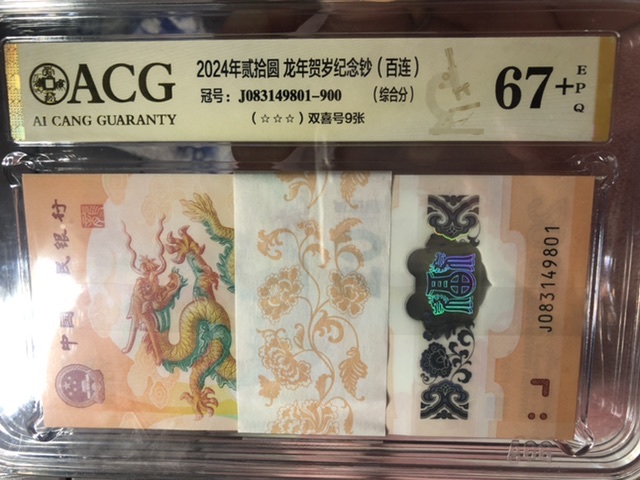 ACG
AI CANG GUARANTY
2024年贰拾圆 龙年贺岁纪念钞（百连）
冠号：J083149801-900 （综合分）
（☆☆☆）双喜号9张
67+
EPQ
中国人民银行
J083149801
ACG